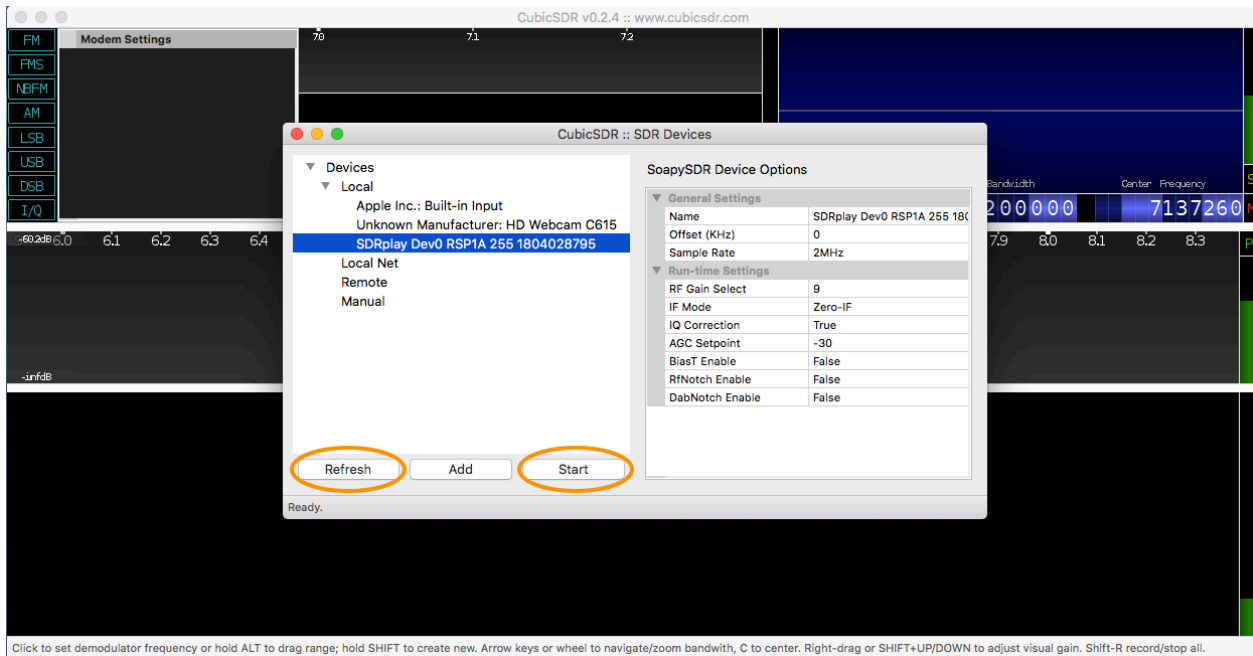 CubicSDR v0.2.4 :: www.cubicsdr.com
FM
FMS
NBFM
AM
LSB
USB
DSB
I/Q
Modem Settings
7.0 7.1 7.2
Bandwidth Center Frequency
200000 7137260
-60.2dB 6.0 6.1 6.2 6.3 6.4
7.9 8.0 8.1 8.2 8.3
-infdB
CubicSDR :: SDR Devices
Devices
Local
Apple Inc.: Built-in Input
Unknown Manufacturer: HD Webcam C615
SDRplay Dev0 RSP1A 255 1804028795
Local Net
Remote
Manual
Refresh Add Start
SoapySDR Device Options
General Settings
Name SDRplay Dev0 RSP1A 255 180
Offset (KHz) 0
Sample Rate 2MHz
Run-time Settings
RF Gain Select 9
IF Mode Zero-IF
IQ Correction True
AGC Setpoint -30
BiasT Enable False
RfNotch Enable False
DabNotch Enable False
Ready.
Click to set demodulator frequency or hold ALT to drag range; hold SHIFT to create new. Arrow keys or wheel to navigate/zoom bandwith, C to center. Right-drag or SHIFT+UP/DOWN to adjust visual gain. Shift-R record/stop all.